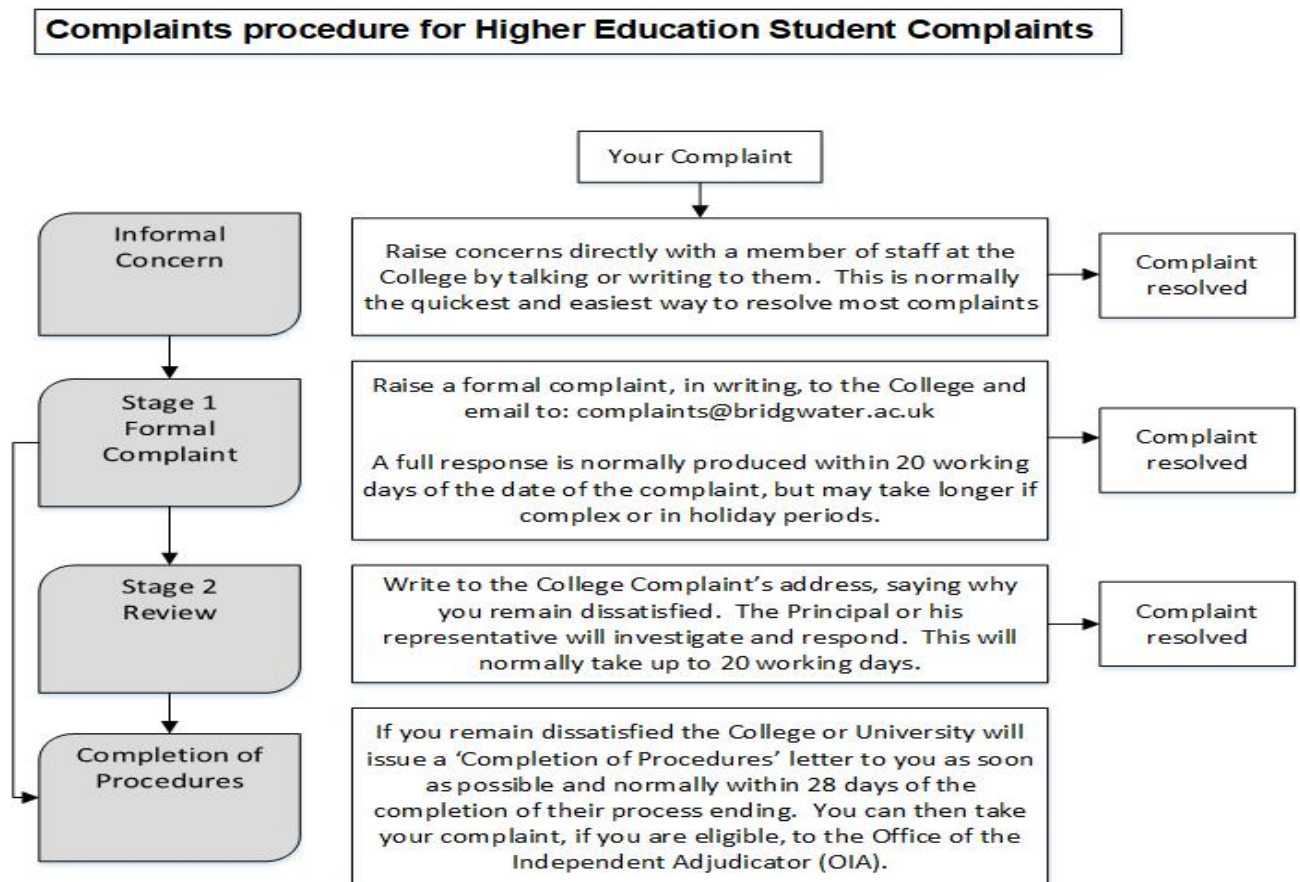 Complaints procedure for Higher Education Student Complaints
Your Complaint
Informal
Concern
Raise concerns directly with a member of staff at the
College by talking or writing to them.  This is normally
the quickest and easiest way to resolve most complaints
Complaint
resolved
Stage 1
Formal
Complaint
Raise a formal complaint, in writing, to the College and
email to: complaints@bridgwater.ac.uk
A full response is normally produced within 20 working
days of the date of the complaint, but may take longer if
complex or in holiday periods.
Complaint
resolved
Stage 2
Review
Write to the College Complaint’s address, saying why
you remain dissatisfied.  The Principal or his
representative will investigate and respond.  This will
normally take up to 20 working days.
Complaint
resolved
Completion of
Procedures
If you remain dissatisfied the College or University will
issue a ‘Completion of Procedures’ letter to you as soon
as possible and normally within 28 days of the
completion of their process ending.  You can then take
your complaint, if you are eligible, to the Office of the
Independent Adjudicator (OIA).